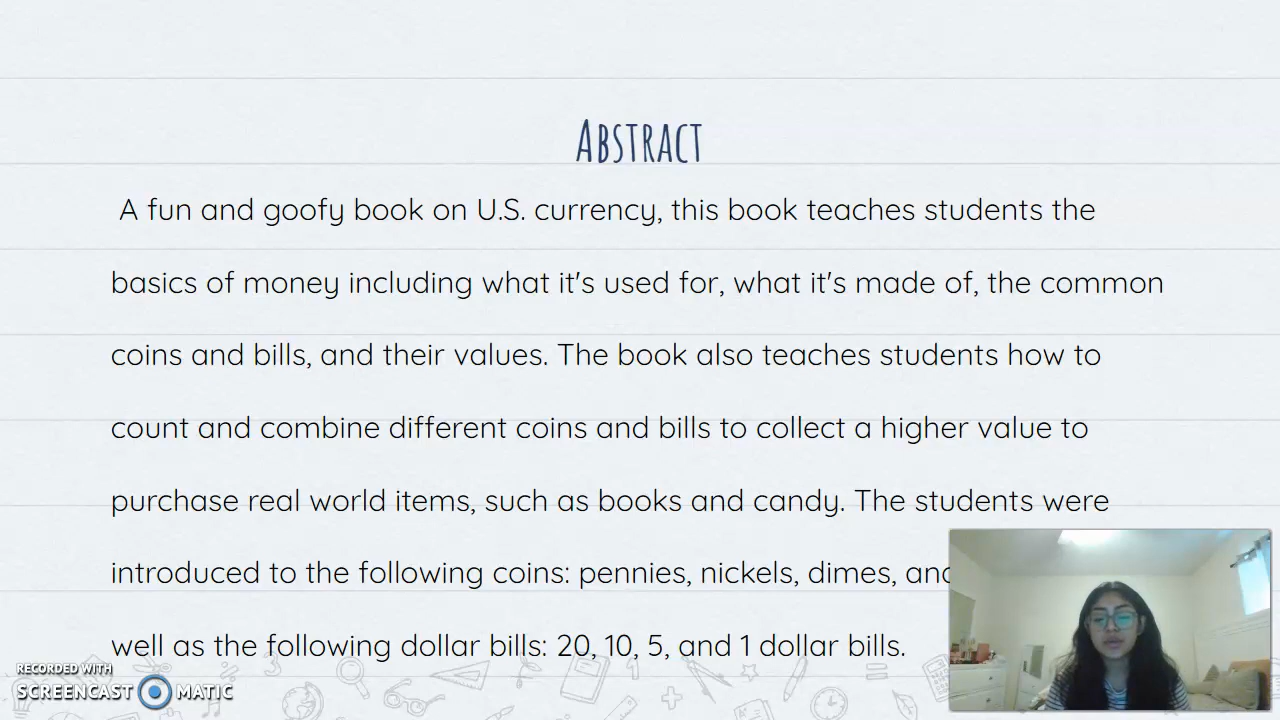 Abstract
A fun and goofy book on U.S. currency, this book teaches students the
basics of money including what it's used for, what it's made of, the common
coins and bills, and their values. The book also teaches students how to
count and combine different coins and bills to collect a higher value to
purchase real world items, such as books and candy. The students were
introduced to the following coins: pennies, nickels, dimes,
well as the following dollar bills: 20, 10, 5, and 1 dollar bills.
RECORDED WITH
SCREENCAST MATIC